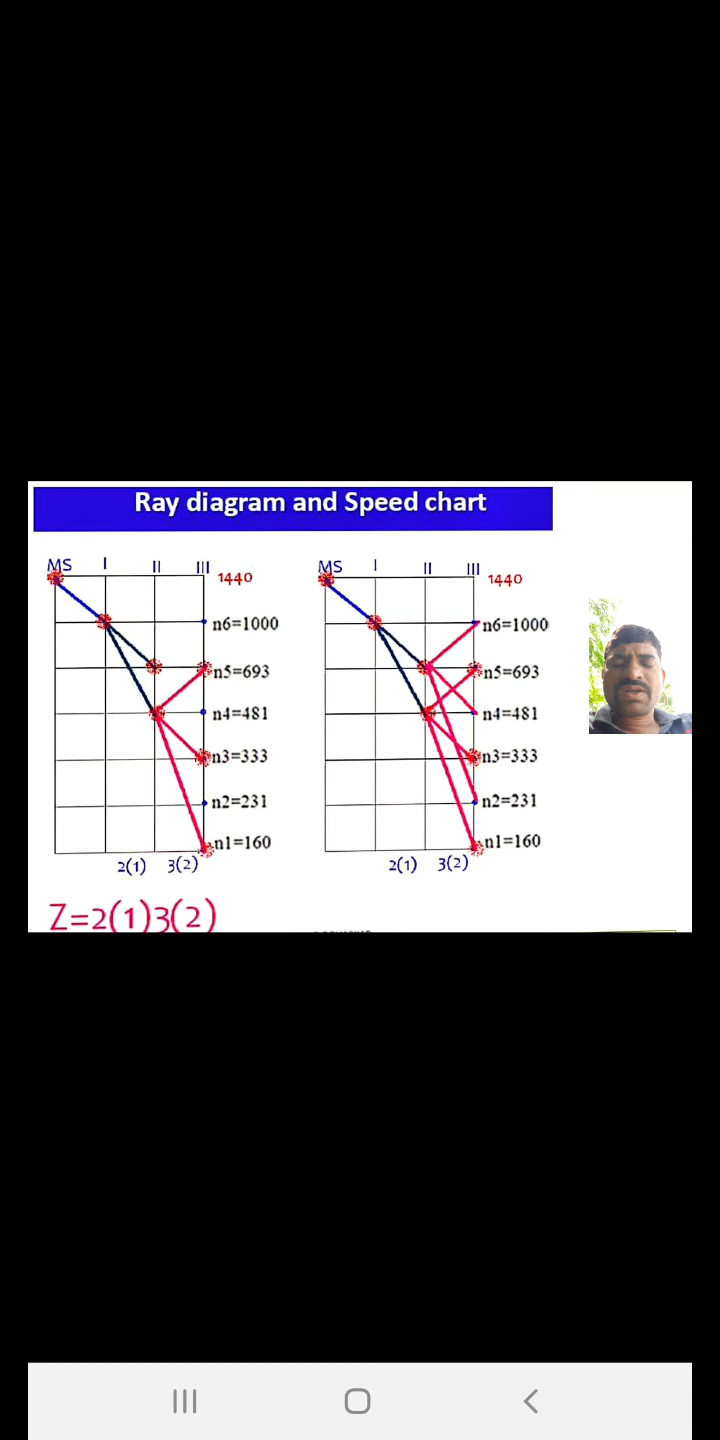 Ray diagram and Speed chart
MS I II III 1440
n6=1000
n5=693
n4=481
n3=333
n2=231
n1=160
2(1) 3(2)
Z=2(1)3(2)
MS I II III 1440
n6=1000
n5=693
n4=481
n3=333
n2=231
n1=160
2(1) 3(2)